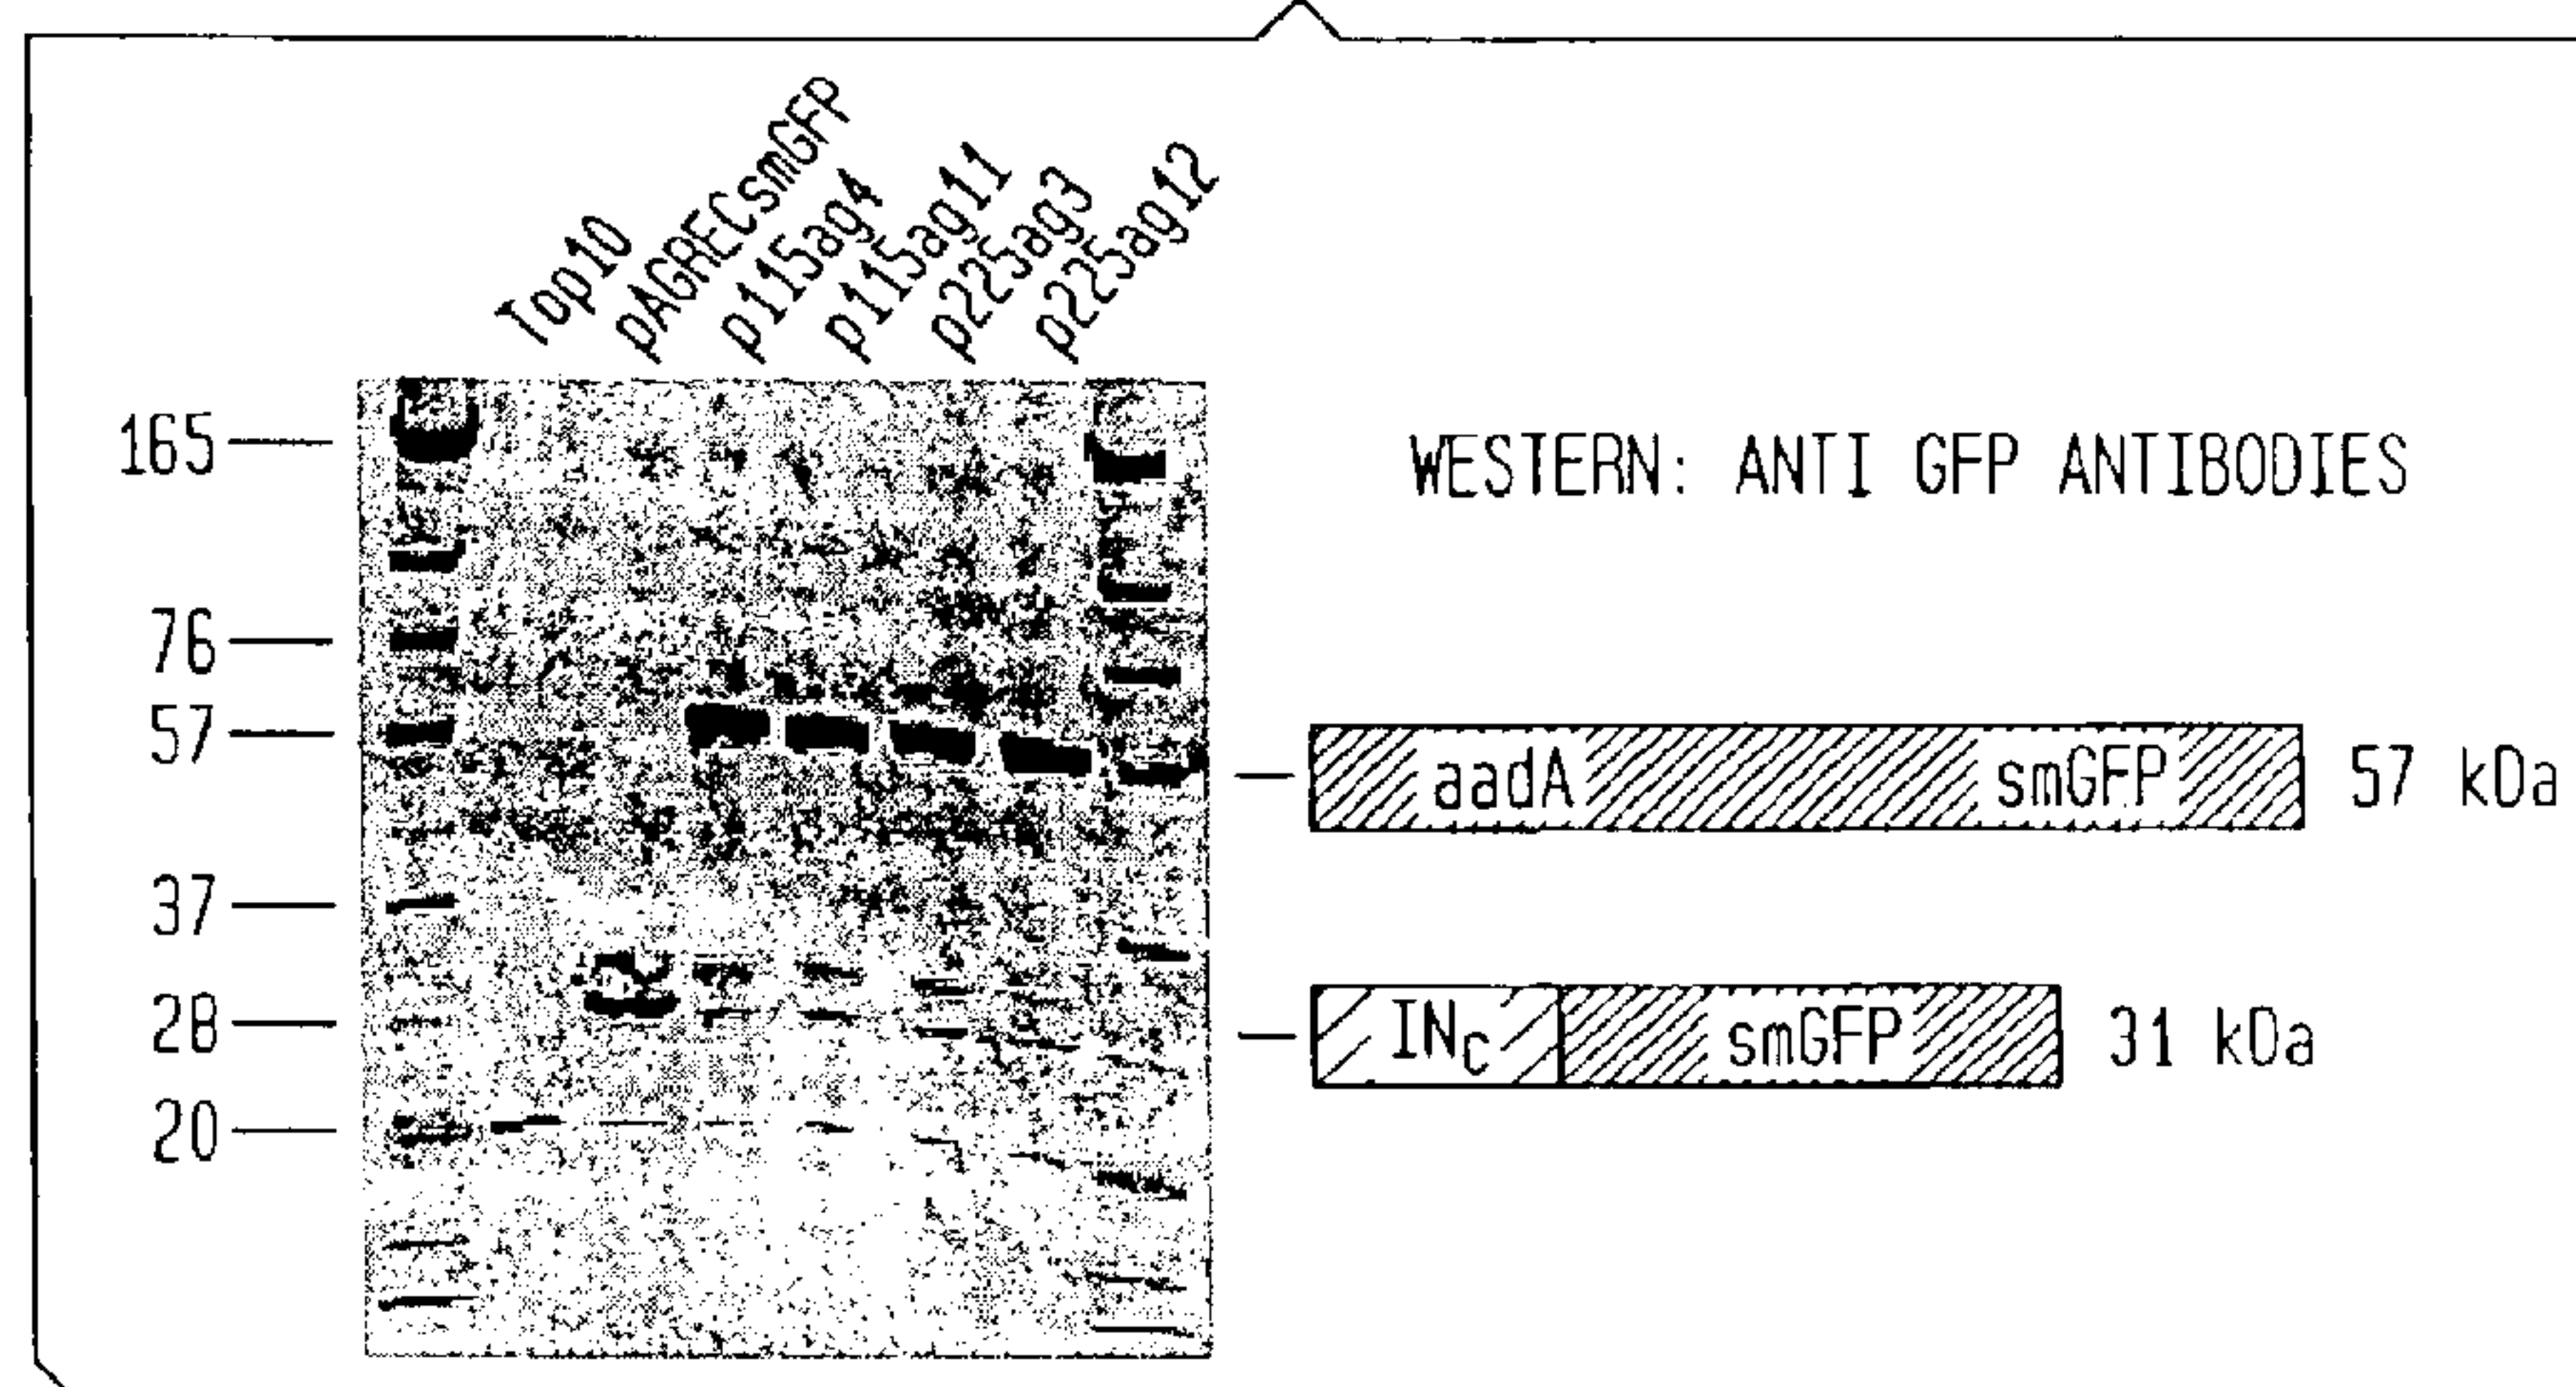 Top10
pAGRECsmGFP
p115ag4
p115ag11
p225ag3
p225ag12
165
76
57
37
28
20
WESTERN: ANTI GFP ANTIBODIES
aadA smGFP 57 kDa
INC smGFP 31 kDa